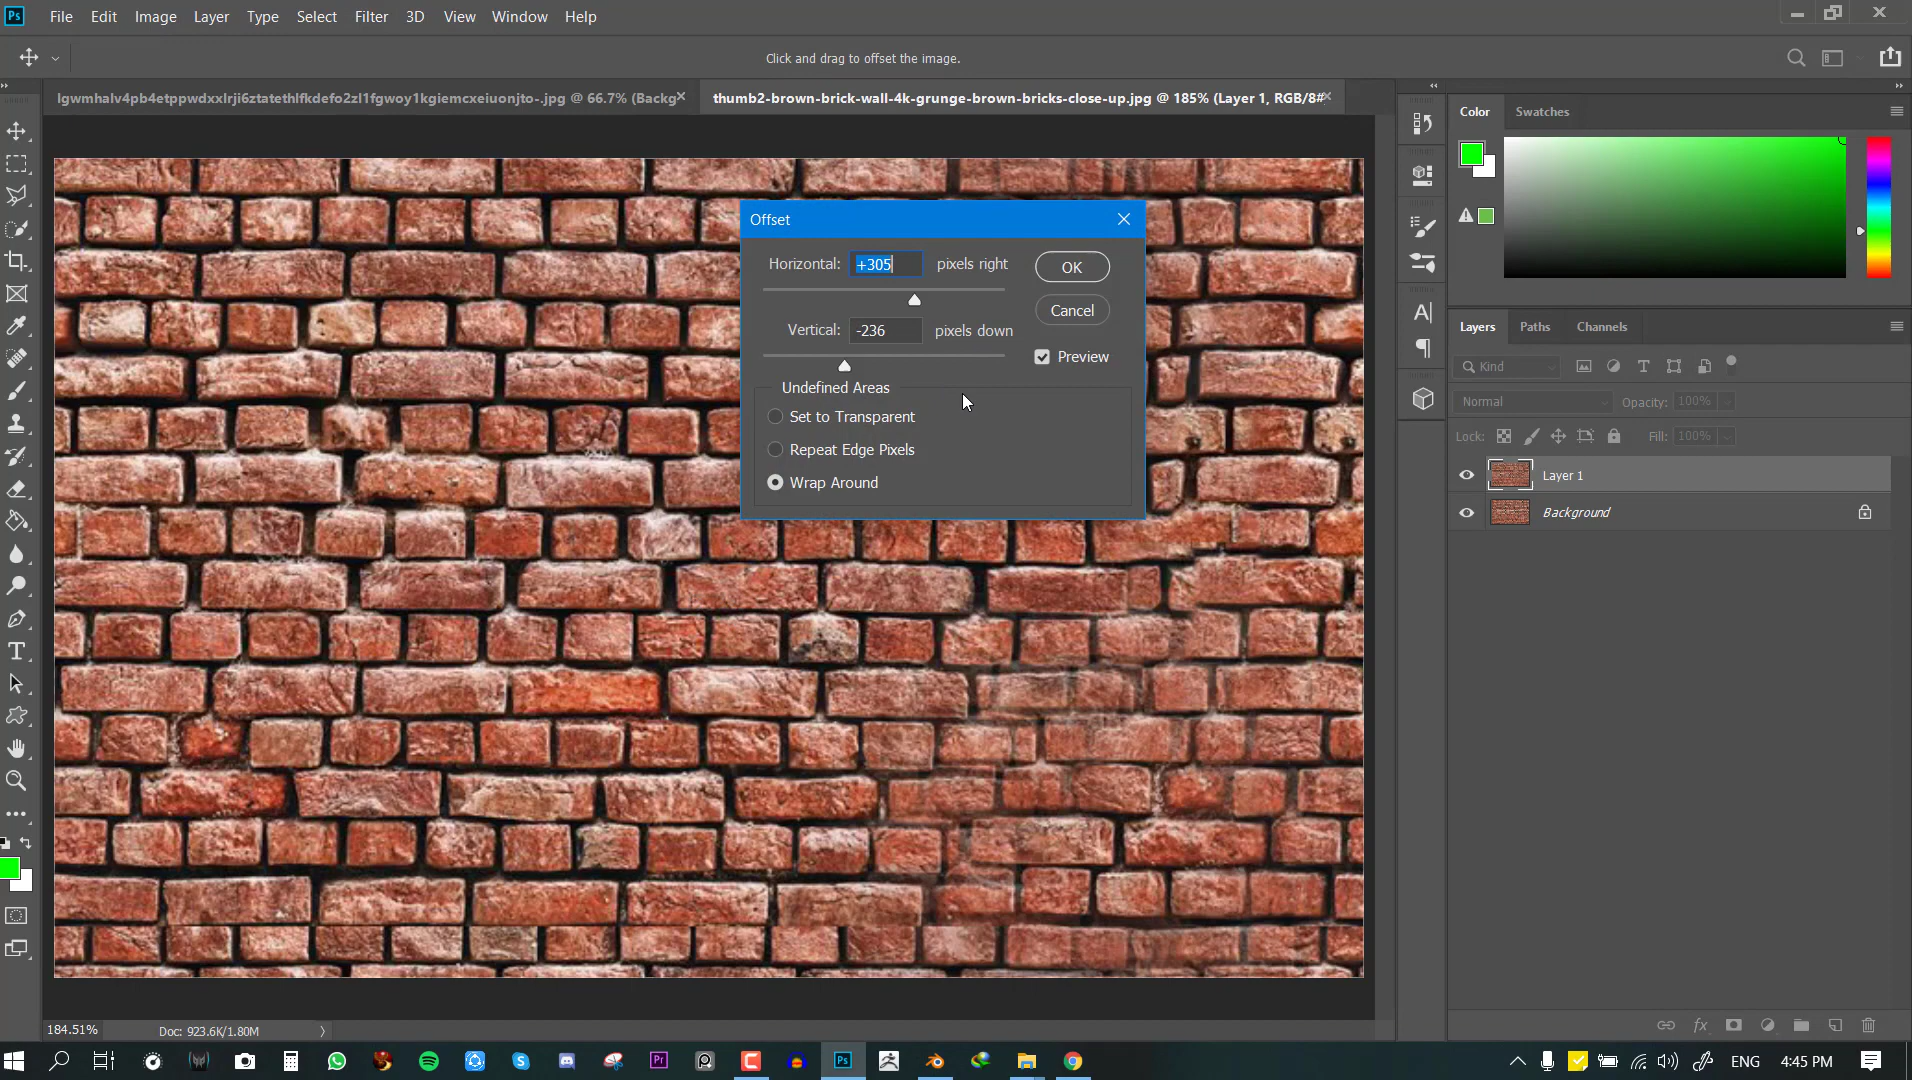 Ps File Edit Image Layer Type Select Filter 3D View Window Help
Click and drag to offset the image.
lgwmhalv4pb4etppwdxxlrji6ztatethlfkdefo2zl1fgwoy1kgiemcxeiuonjto-.jpg @ 66.7% (Backg
thumb2-brown-brick-wall-4k-grunge-brown-bricks-close-up.jpg @ 185% (Layer 1, RGB/8#
Color Swatches
Offset
Horizontal: +305 pixels right
OK
Vertical: -236 pixels down
Cancel
Preview
Undefined Areas
Set to Transparent
Repeat Edge Pixels
Wrap Around
Layers Paths Channels
Kind
Normal Opacity: 100%
Lock: Fill: 100%
Layer 1
Background
184.51% Doc: 923.6K/1.80M
ENG 4:45 PM